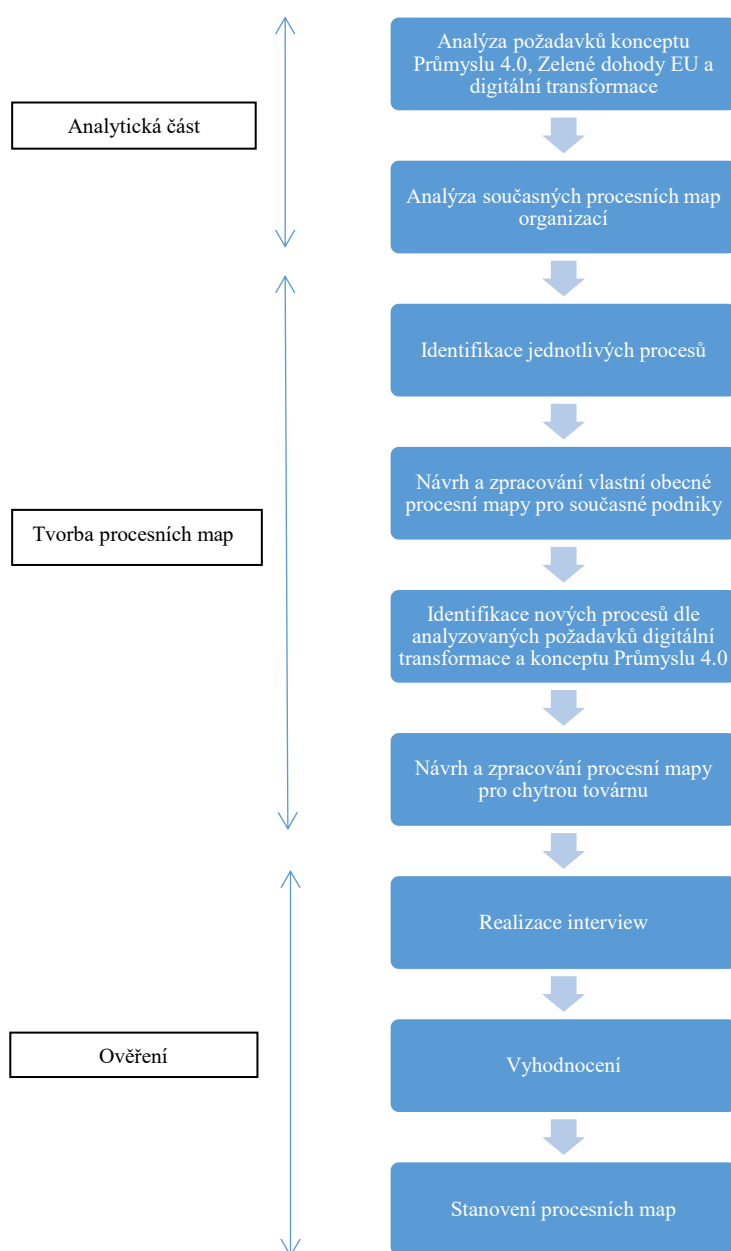 Analýza požadavků konceptu
Průmyslu 4.0, Zelené dohody EU a
digitální transformace
Analytická část
Analýza současných procesních map
organizací
Identifikace jednotlivých procesů
Návrh a zpracování vlastní obecné
procesní mapy pro současné podniky
Tvorba procesních map
Identifikace nových procesů dle
analyzovaných požadavků digitální
transformace a konceptu Průmyslu 4.0
Návrh a zpracování procesní mapy
pro chytrou továrnu
Realizace interview
Ověření
Vyhodnocení
Stanovení procesních map